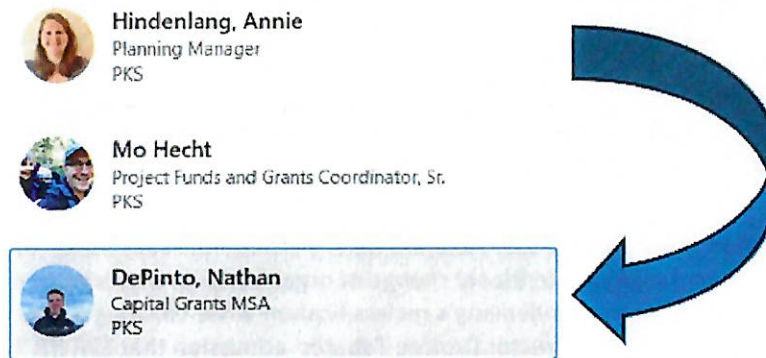 Hindenlang, Annie
Planning Manager
PKS
Mo Hecht
Project Funds and Grants Coordinator, Sr.
PKS
DePinto, Nathan
Capital Grants MSA
PKS